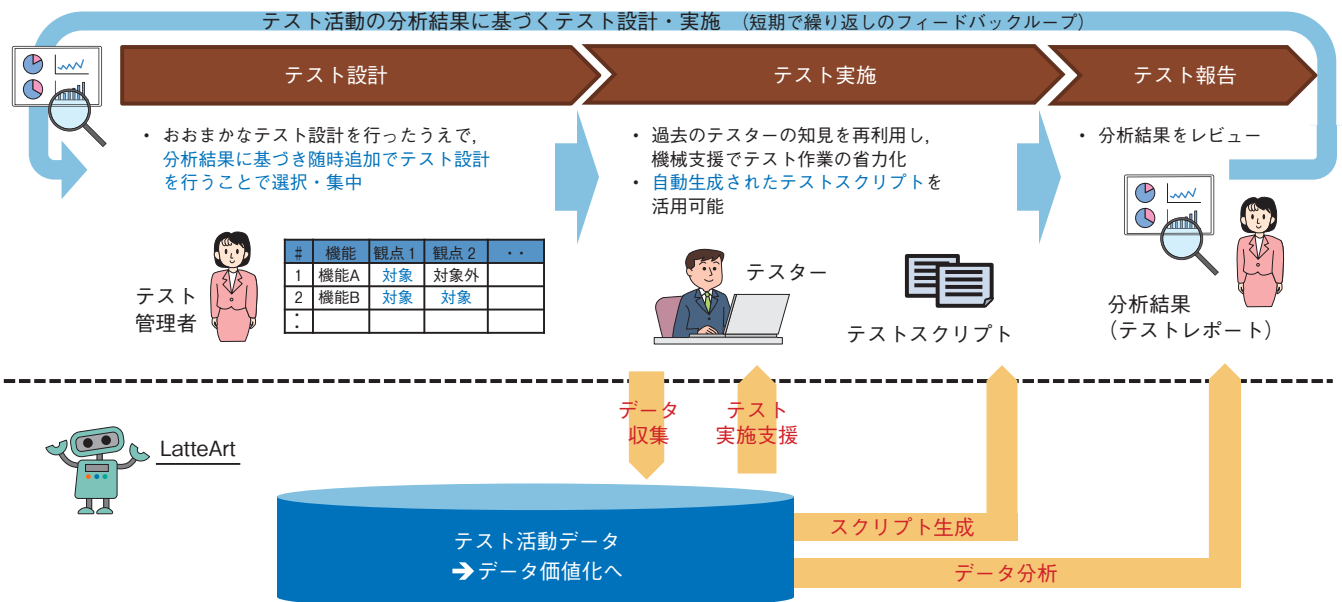 テスト活動の分析結果に基づくテスト設計・実施 （短期で繰り返しのフィードバックループ）
テスト設計
テスト実施
テスト報告
・ おおまかなテスト設計を行ったうえで，
分析結果に基づき随時追加でテスト設計
を行うことで選択・集中
・ 過去のテスターの知見を再利用し，
機械支援でテスト作業の省力化
・ 自動生成されたテストスクリプトを
活用可能
・ 分析結果をレビュー
テスト
管理者
# 機能 観点 1 観点 2 ・・
1 機能A 対象 対象外
2 機能B 対象 対象
：
テスター
テストスクリプト
分析結果
（テストレポート）
データ
収集
テスト
実施支援
LatteArt
スクリプト生成
データ分析
テスト活動データ
➔データ価値化へ